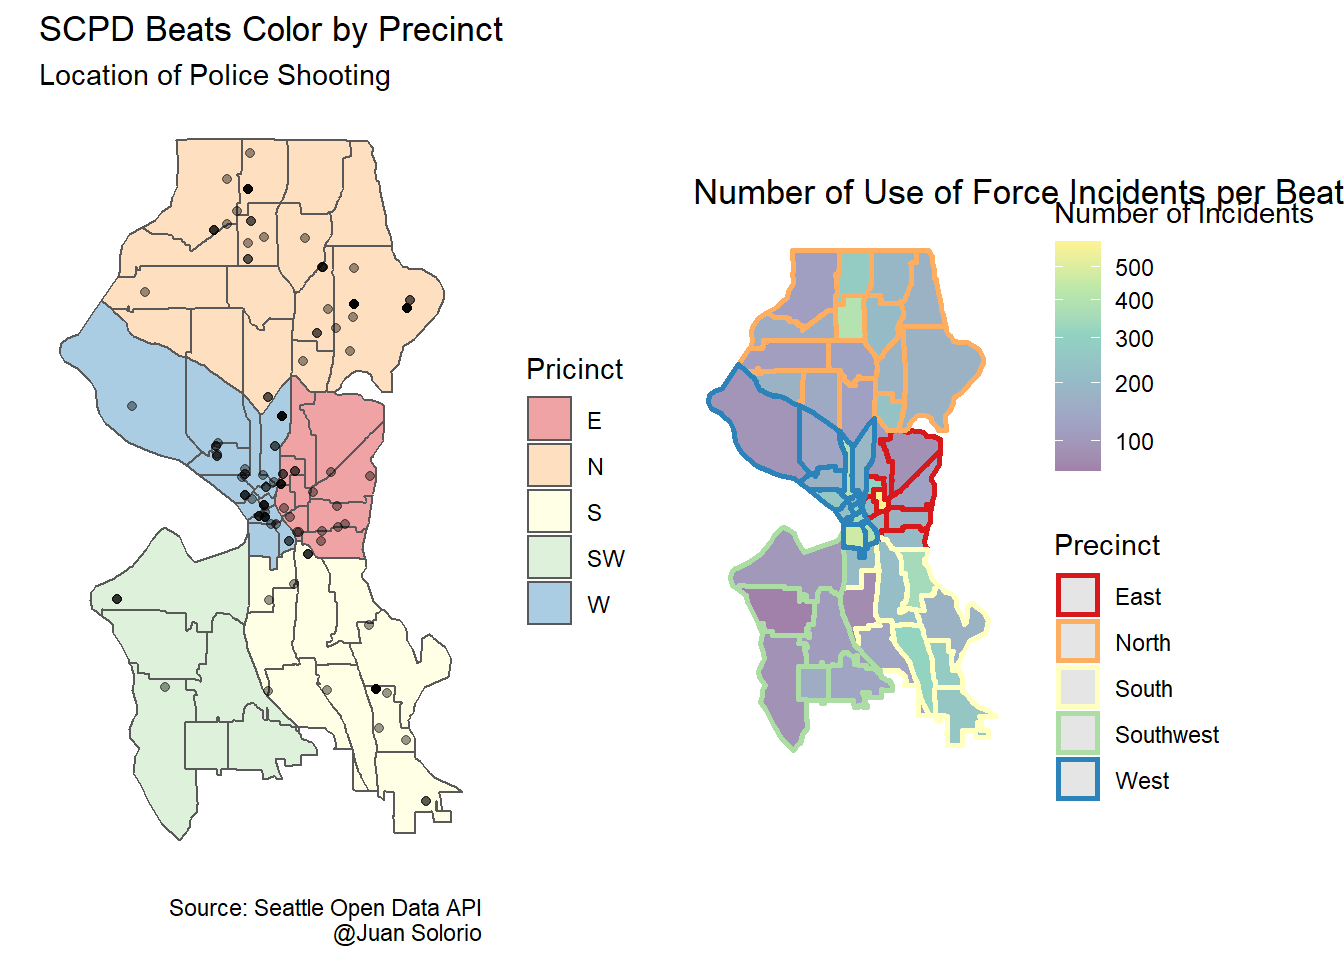 SCPD Beats Color by Precinct
Location of Police Shooting
Pricinct
E
N
S
SW
W
Source: Seattle Open Data API
@Juan Solorio
Number of Use of Force Incidents per Beat
Number of Incidents
500
400
300
200
100
Precinct
East
North
South
Southwest
West